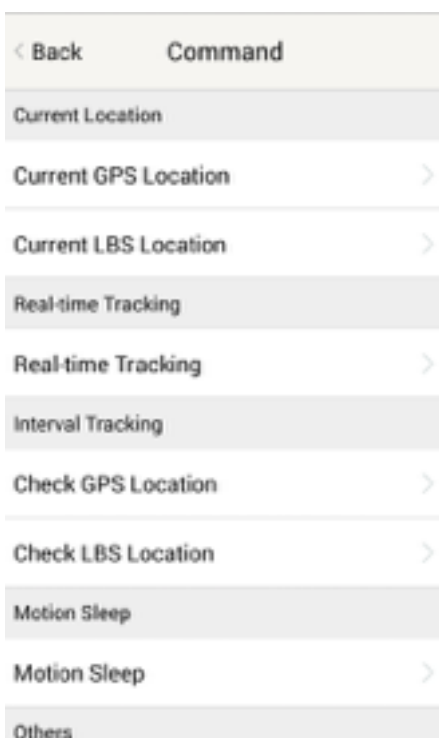 < Back Command
Current Location
Current GPS Location
Current LBS Location
Real-time Tracking
Real-time Tracking
Interval Tracking
Check GPS Location
Check LBS Location
Motion Sleep
Motion Sleep
Others